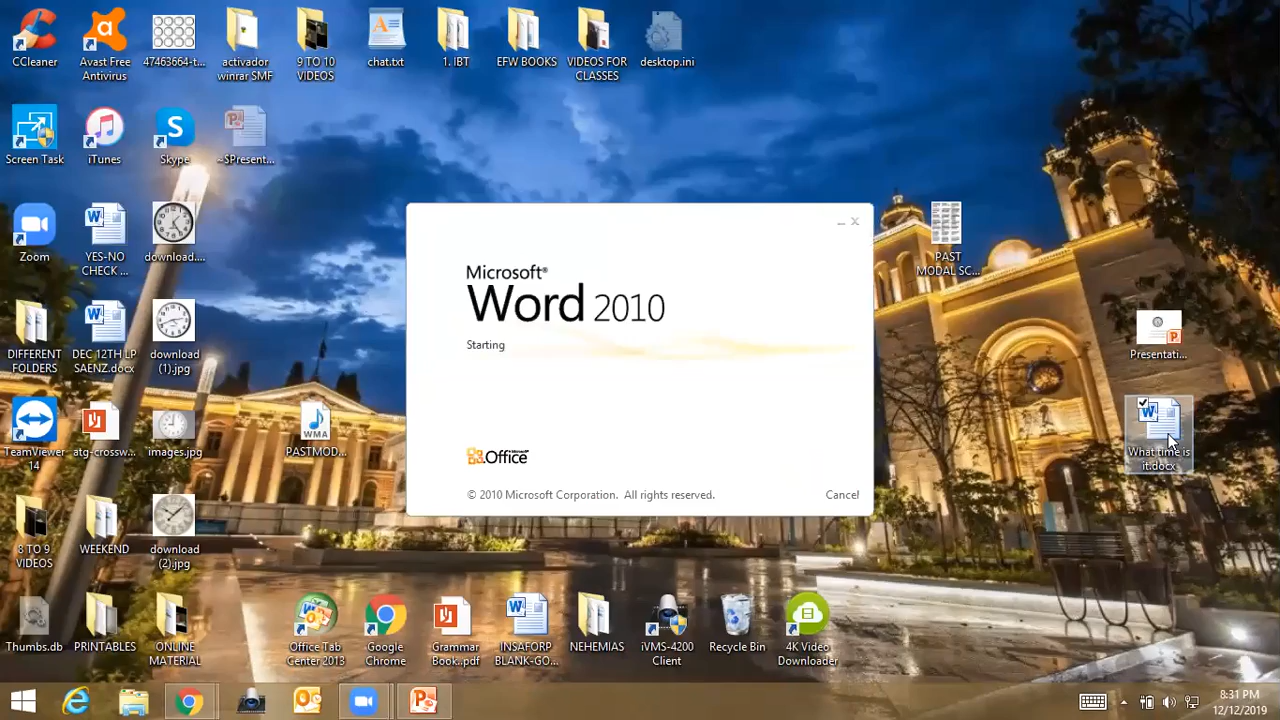 CCleaner
Avast Free
Antivirus
47463664-t...
activador
winrar SMF
9 TO 10
VIDEOS
chat.txt
1. IBT
EFW BOOKS
VIDEOS FOR
CLASSES
desktop.ini
Screen Task
iTunes
Skype
~$Present...
Zoom
YES-NO
CHECK ...
download....
Microsoft®
Word 2010
Starting
PAST
MODAL SC...
DIFFERENT
FOLDERS
DEC 12TH LP
SAENZ.docx
download
(1).jpg
Presentati...
TeamViewer
14
atg-crossw...
images.jpg
PASTMOD...
What time is
it.docx
Microsoft
Office
© 2010 Microsoft Corporation. All rights reserved.
Cancel
8 TO 9
VIDEOS
WEEKEND
download
(2).jpg
Thumbs.db
PRINTABLES
ONLINE
MATERIAL
Office Tab
Center 2013
Google
Chrome
Grammar
Book..pdf
INSAFORP
BLANK-GO...
NEHEMIAS
iVMS-4200
Client
Recycle Bin
4K Video
Downloader
8:31 PM
12/12/2019